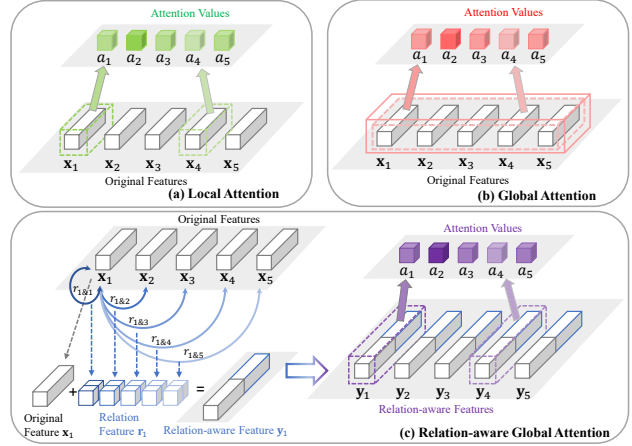 Attention Values
a1 a2 a3 a4 a5
x1 x2 x3 x4 x5
Original Features
(a) Local Attention
Attention Values
a1 a2 a3 a4 a5
x1 x2 x3 x4 x5
Original Features
(b) Global Attention
Original Features
x1 x2 x3 x4 x5
r1&1
r1&2
r1&3
r1&4
r1&5
+ =
Original
Feature x1
Relation
Feature r1
Relation-aware Feature y1
Attention Values
a1 a2 a3 a4 a5
y1 y2 y3 y4 y5
Relation-aware Features
(c) Relation-aware Global Attention